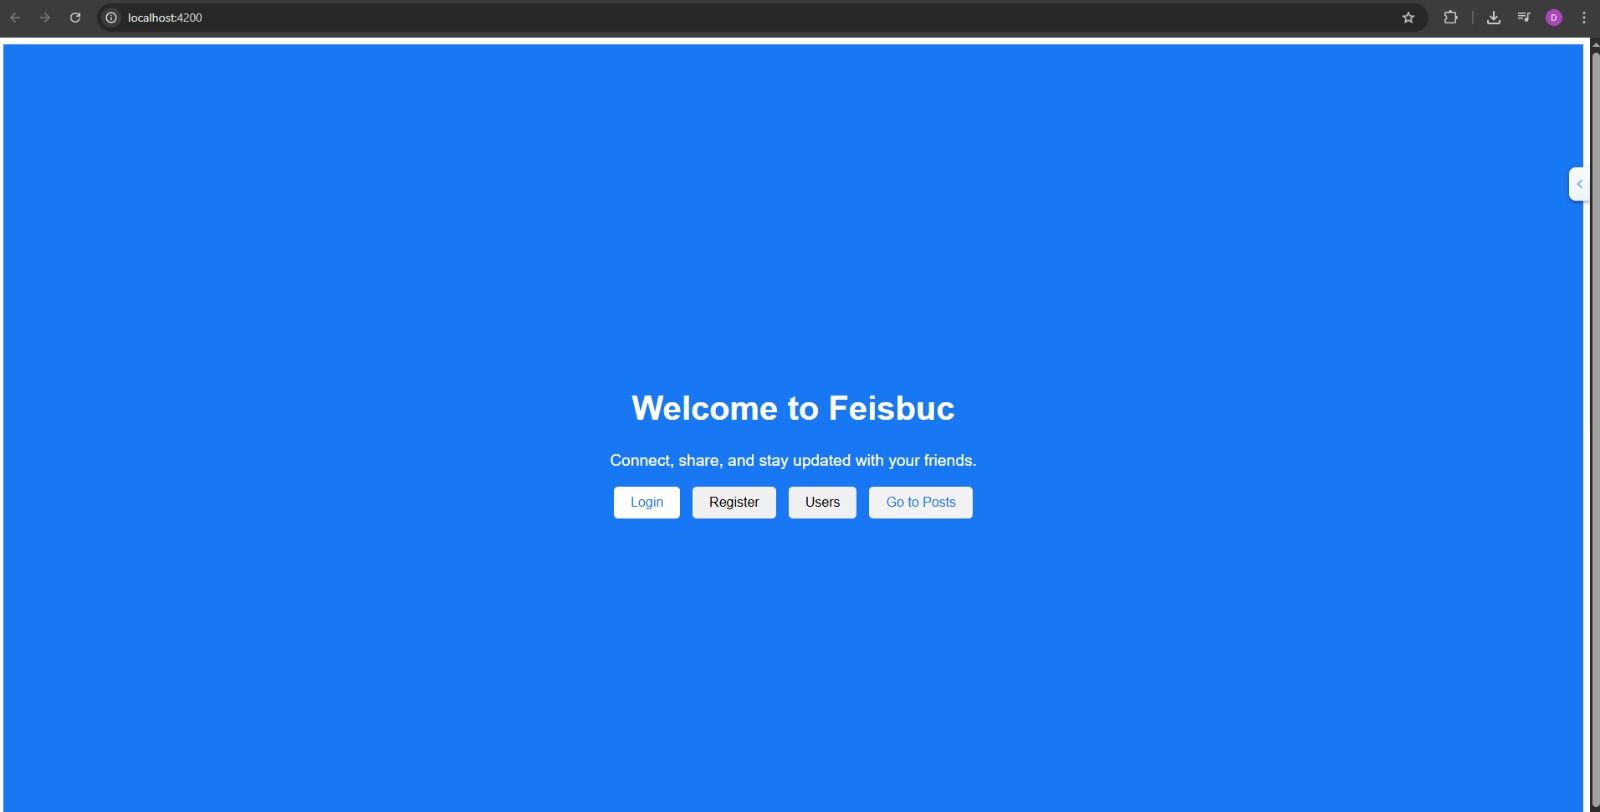 localhost:4200
D
Welcome to Feisbuc
Connect, share, and stay updated with your friends.
Login Register Users Go to Posts